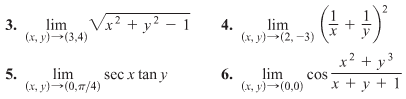 3. lim_{(x, y)→(3,4)} √(x² + y² − 1)
4. lim_{(x, y)→(2, −3)} (1/x + 1/y)²
5. lim_{(x, y)→(0,π/4)} sec x tan y
6. lim_{(x, y)→(0,0)} cos (x² + y³)/(x + y + 1)